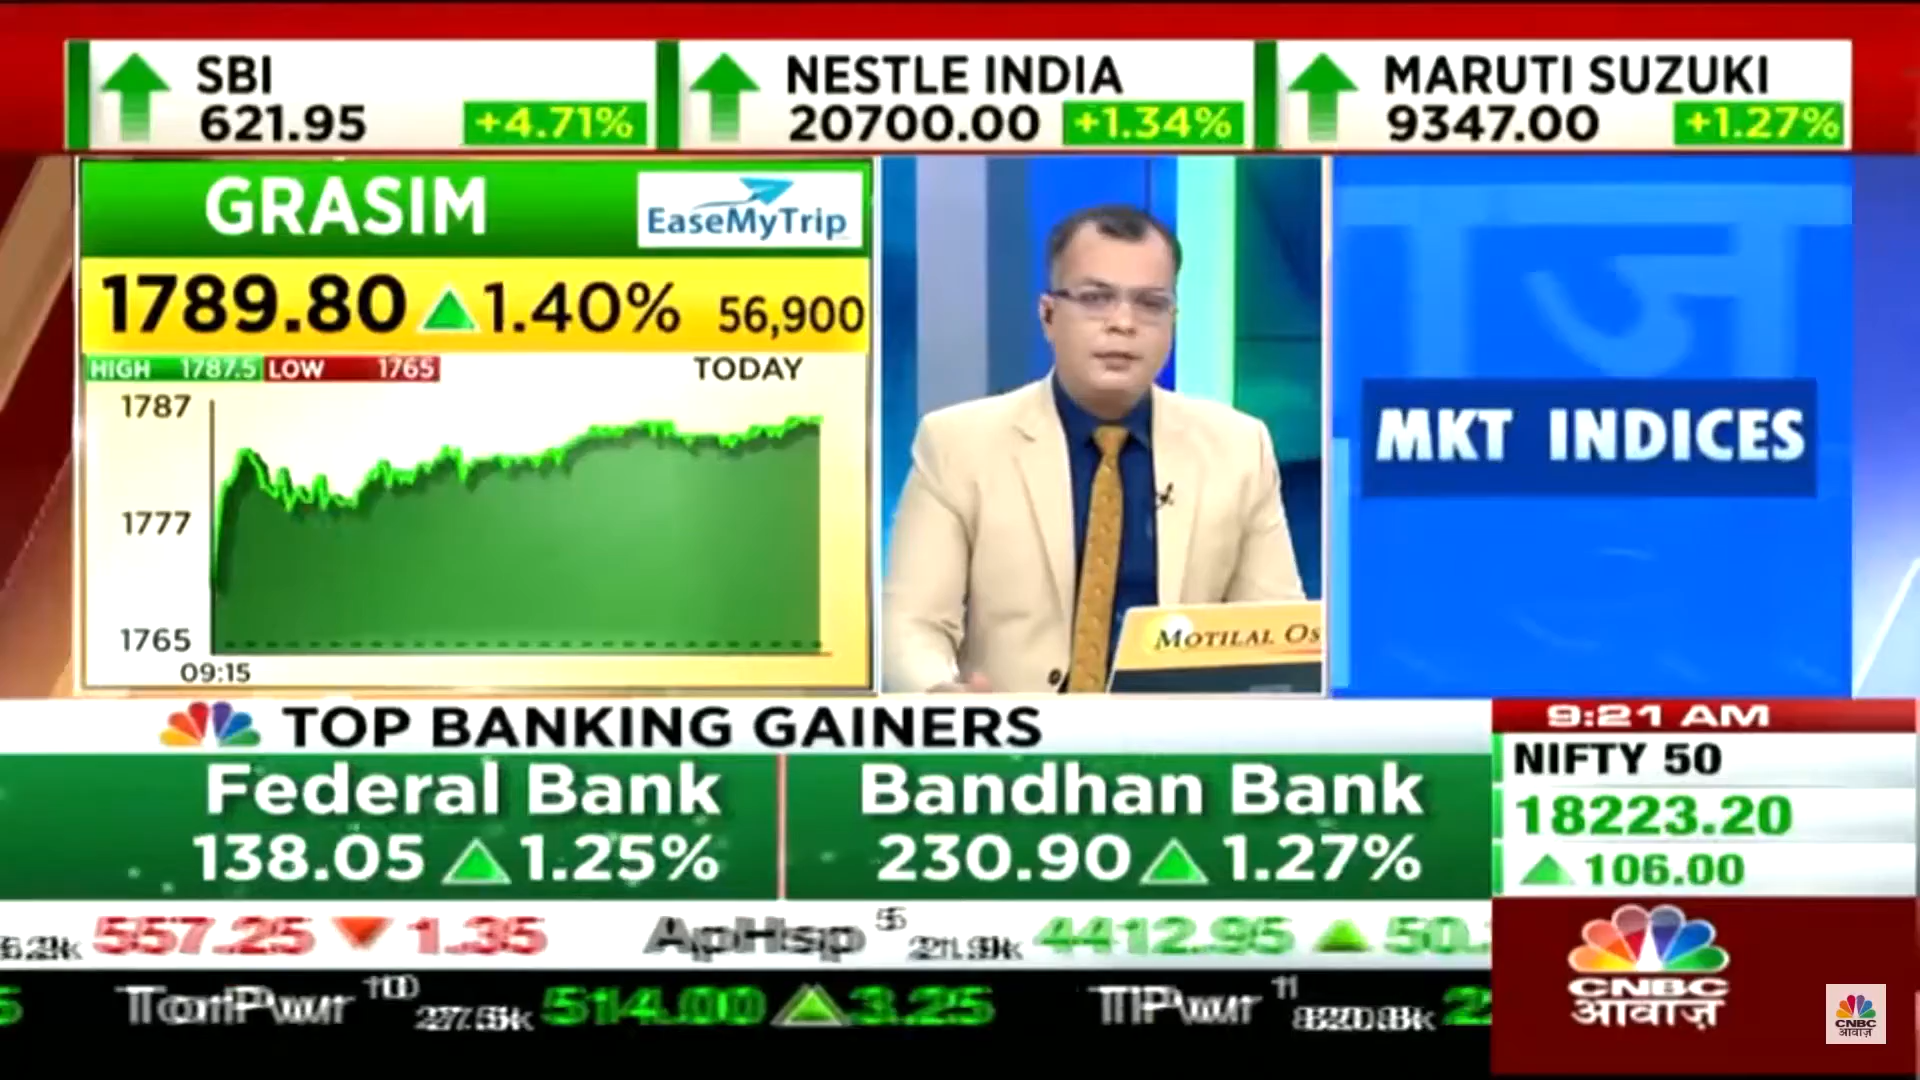 SBI
621.95 +4.71%
NESTLE INDIA
20700.00 +1.34%
MARUTI SUZUKI
9347.00 +1.27%
GRASIM
EaseMyTrip
1789.80 1.40% 56,900
HIGH 1787.5 LOW 1765 TODAY
1787
1777
1765
09:15
MOTILAL OS
ज
MKT INDICES
TOP BANKING GAINERS
Federal Bank
138.05 1.25%
Bandhan Bank
230.90 1.27%
9:21 AM
NIFTY 50
18223.20
106.00
557.25 1.35 ApHsp 4412.95 50.
514.00 3.25
CNBC
आवाज़
CNBC
आवाज़